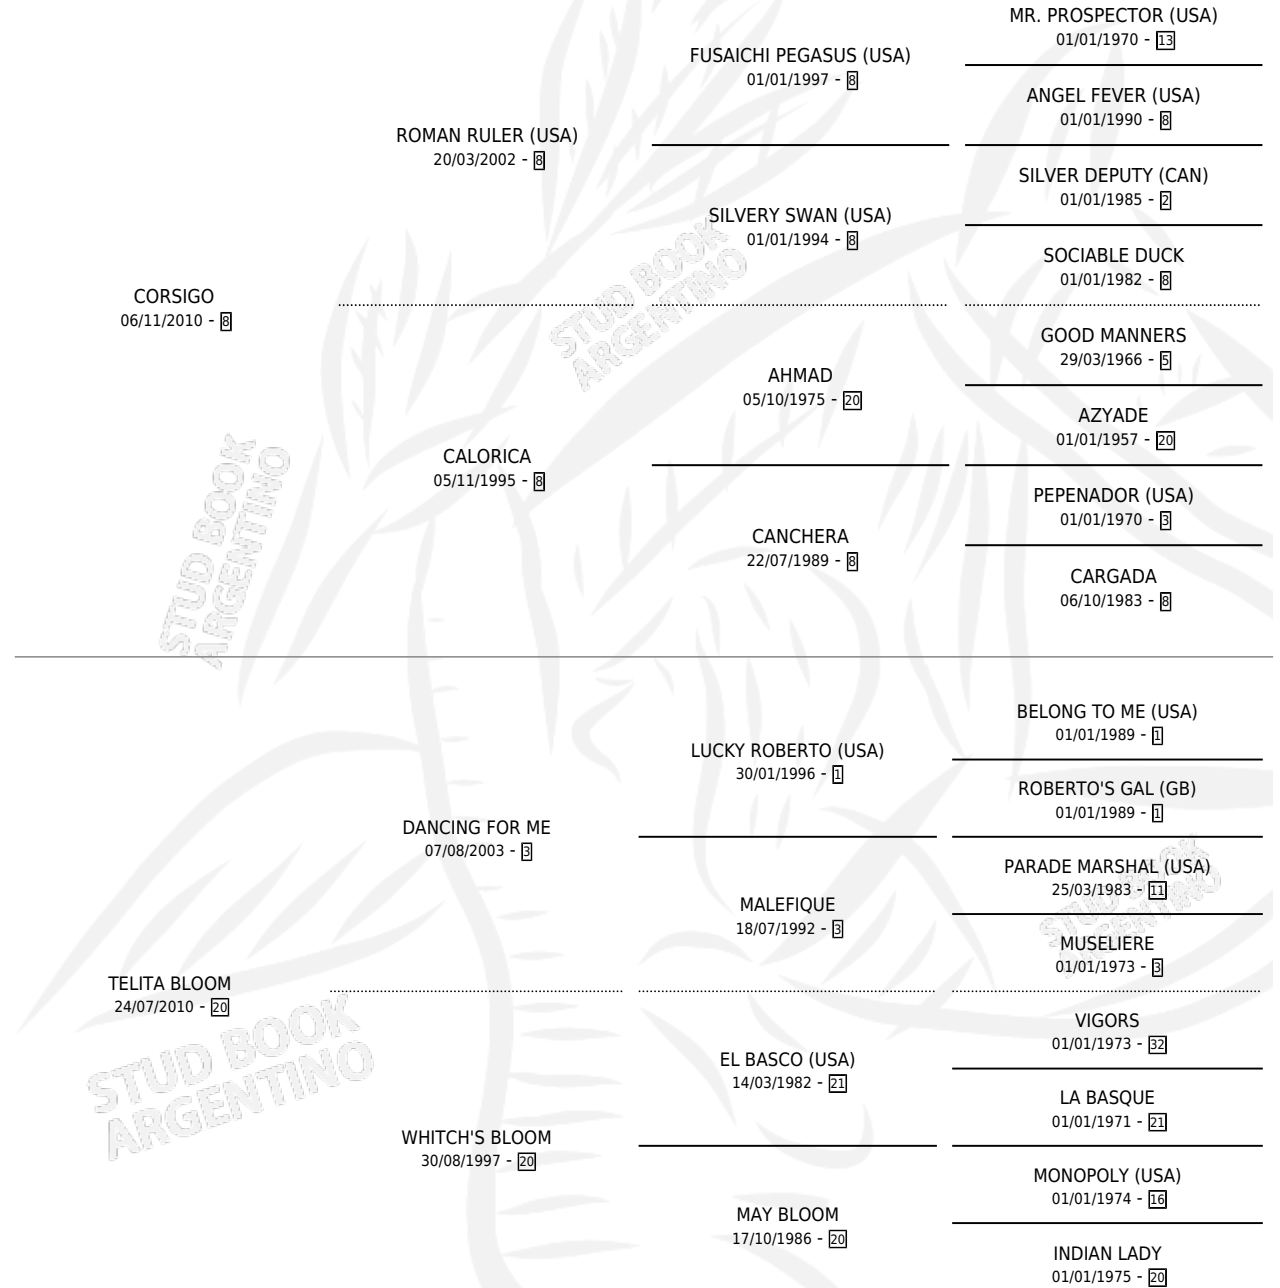 MR. PROSPECTOR (USA)
01/01/1970 - 13
FUSAICHI PEGASUS (USA)
01/01/1997 - 8
ANGEL FEVER (USA)
01/01/1990 - 8
ROMAN RULER (USA)
20/03/2002 - 8
SILVER DEPUTY (CAN)
01/01/1985 - 2
SILVERY SWAN (USA)
01/01/1994 - 8
SOCIABLE DUCK
01/01/1982 - 8
STUD BOOK
ARGENTINO
CORSIGO
06/11/2010 - 8
GOOD MANNERS
29/03/1966 - 5
AHMAD
05/10/1975 - 20
AZYADE
01/01/1957 - 20
CALORICA
05/11/1995 - 8
PEPENADOR (USA)
01/01/1970 - 3
CANCHERA
22/07/1989 - 8
CARGADA
06/10/1983 - 8
STUD BOOK
ARGENTINO
BELONG TO ME (USA)
01/01/1989 - 1
LUCKY ROBERTO (USA)
30/01/1996 - 1
ROBERTO'S GAL (GB)
01/01/1989 - 1
DANCING FOR ME
07/08/2003 - 3
PARADE MARSHAL (USA)
25/03/1983 - 11
MALEFIQUE
18/07/1992 - 3
MUSELIERE
01/01/1973 - 3
STUD BOOK
ARGENTINO
TELITA BLOOM
24/07/2010 - 20
VIGORS
01/01/1973 - 32
EL BASCO (USA)
14/03/1982 - 21
LA BASQUE
01/01/1971 - 21
STUD BOOK
ARGENTINO
WHITCH'S BLOOM
30/08/1997 - 20
MONOPOLY (USA)
01/01/1974 - 16
MAY BLOOM
17/10/1986 - 20
INDIAN LADY
01/01/1975 - 20